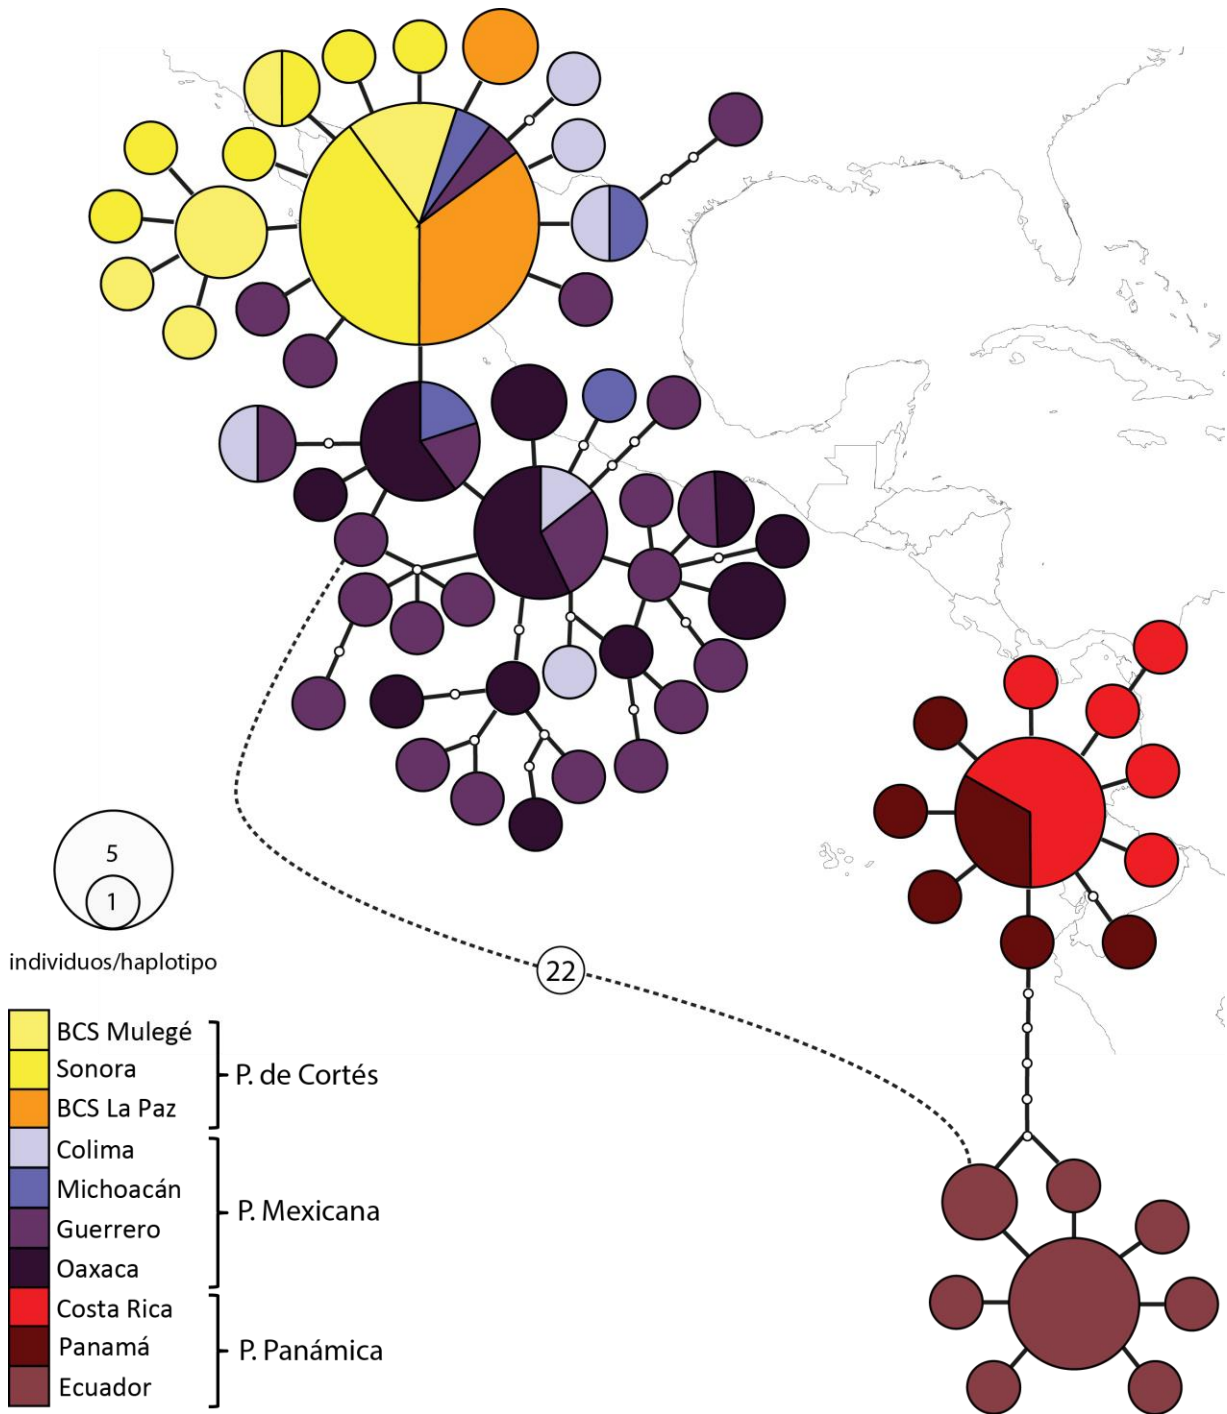 22
5
1
individuos/haplotipo
BCS Mulegé
Sonora
BCS La Paz
P. de Cortés
Colima
Michoacán
Guerrero
Oaxaca
P. Mexicana
Costa Rica
Panamá
Ecuador
P. Panámica